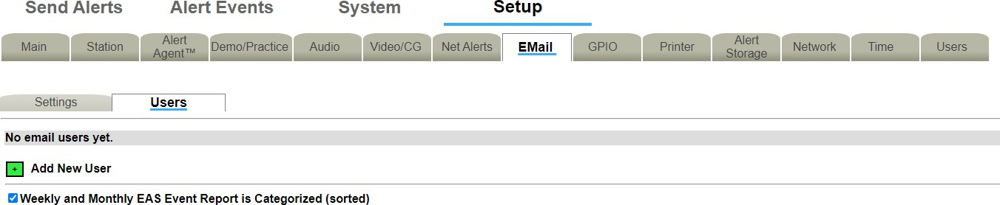 Send Alerts Alert Events System Setup
Main Station Alert Agent™ Demo/Practice Audio Video/CG Net Alerts EMail GPIO Printer Alert Storage Network Time Users
Settings Users
No email users yet.
+ Add New User
Weekly and Monthly EAS Event Report is Categorized (sorted)